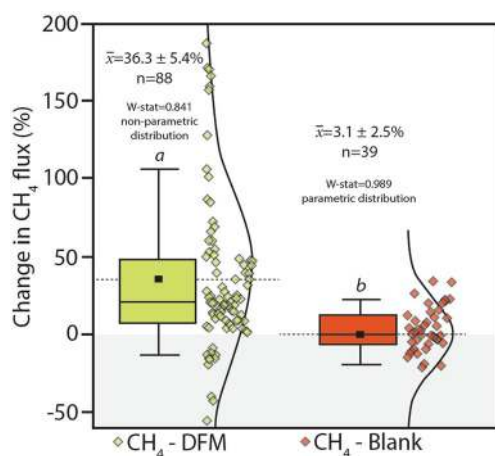 200
150
100
50
0
-50
Change in CH4 flux (%)
x̄=36.3 ± 5.4%
n=88
W-stat=0.841
non-parametric
distribution
a
x̄=3.1 ± 2.5%
n=39
W-stat=0.989
parametric distribution
b
CH4 - DFM
CH4 - Blank